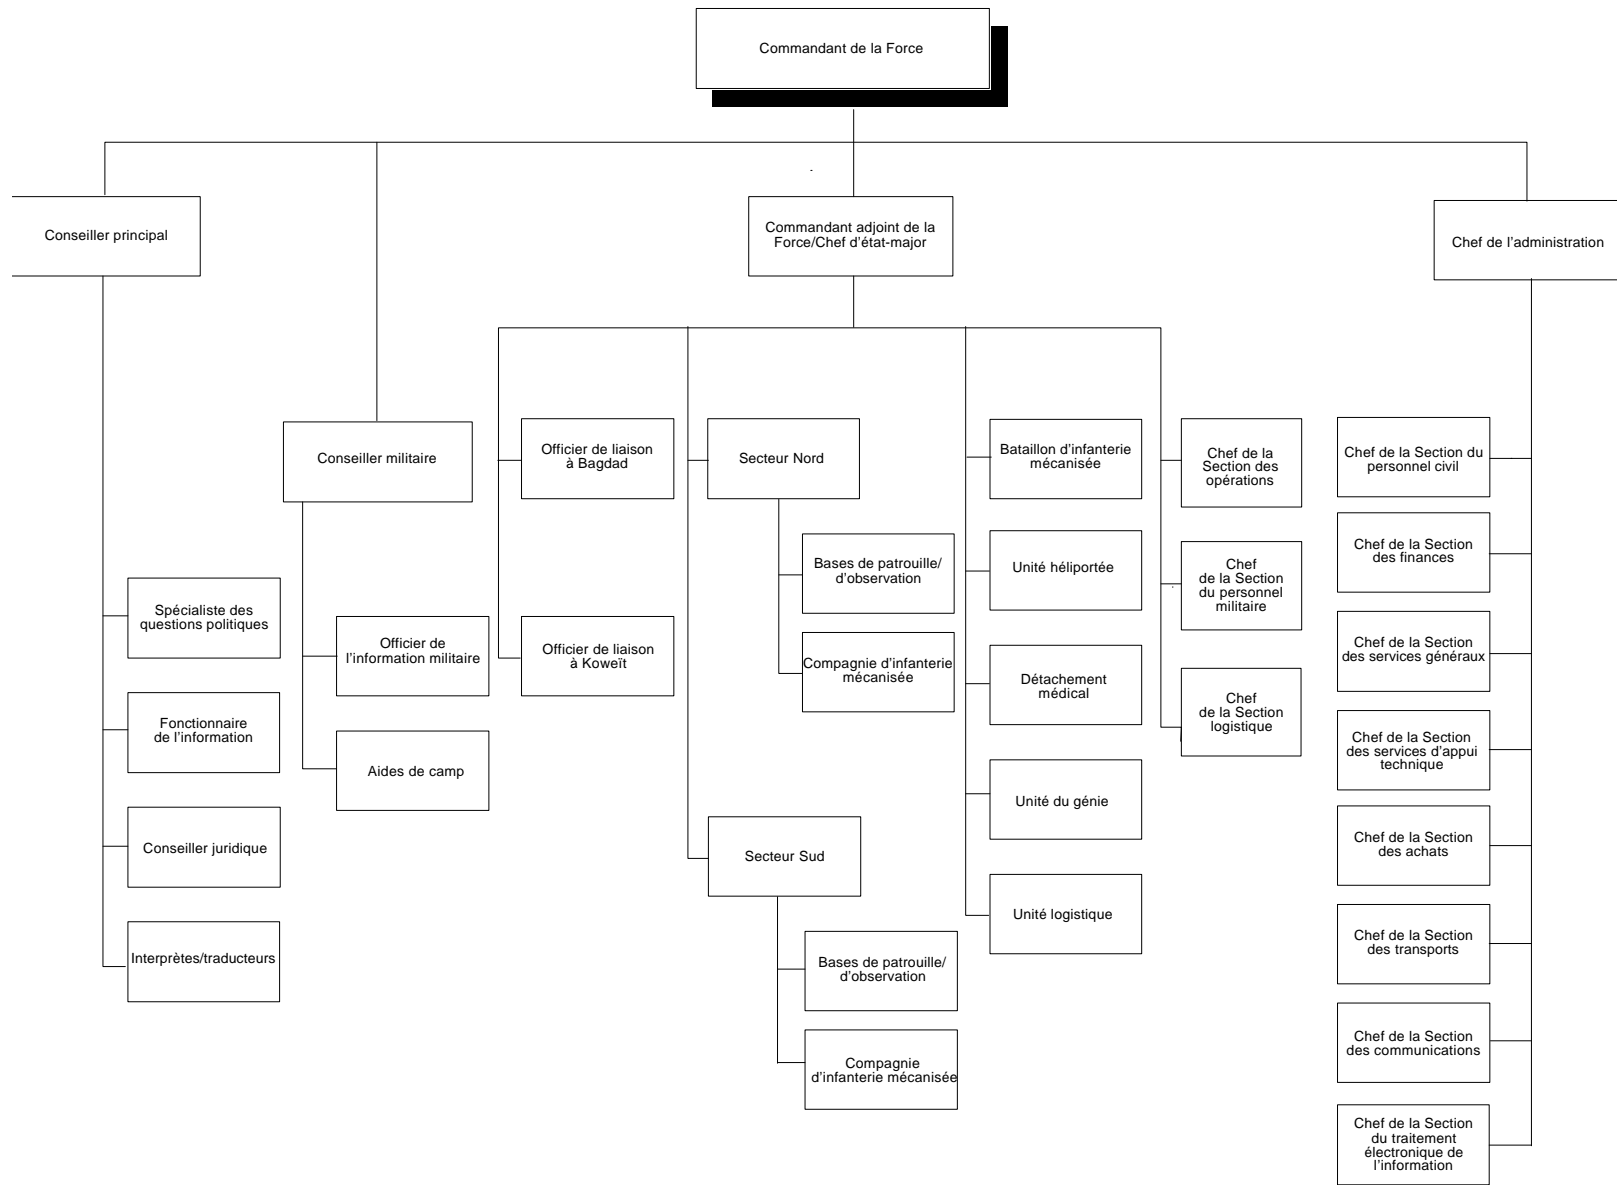 Commandant de la Force
Conseiller principal
Commandant adjoint de la
Force/Chef d'état-major
Chef de l'administration
Spécialiste des
questions politiques
Fonctionnaire
de l'information
Conseiller juridique
Interprètes/traducteurs
Conseiller militaire
Officier de
l'information militaire
Aides de camp
Officier de liaison
à Bagdad
Officier de liaison
à Koweït
Secteur Nord
Bases de patrouille/
d'observation
Compagnie d'infanterie
mécanisée
Secteur Sud
Bases de patrouille/
d'observation
Compagnie
d'infanterie mécanisée
Bataillon d'infanterie
mécanisée
Unité héliportée
Détachement
médical
Unité du génie
Unité logistique
Chef de la
Section des
opérations
Chef
de la Section
du personnel
militaire
Chef
de la Section
logistique
Chef de la Section du
personnel civil
Chef de la Section
des finances
Chef de la Section
des services généraux
Chef de la Section
des services d'appui
technique
Chef de la Section
des achats
Chef de la Section
des transports
Chef de la Section
des communications
Chef de la Section
du traitement
électronique de
l'information